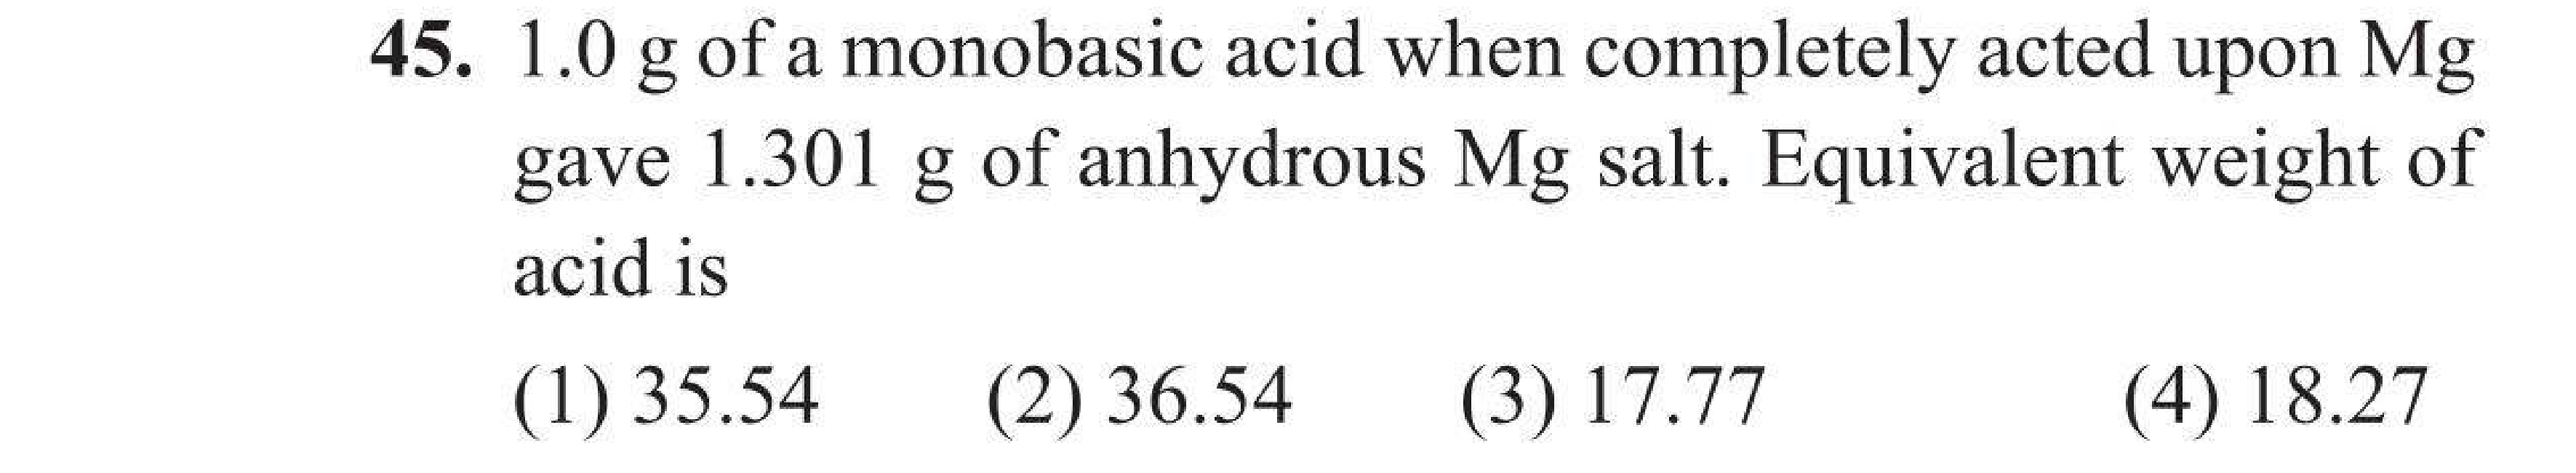 45. 1.0 g of a monobasic acid when completely acted upon Mg
gave 1.301 g of anhydrous Mg salt. Equivalent weight of
acid is
(1) 35.54 (2) 36.54 (3) 17.77 (4) 18.27